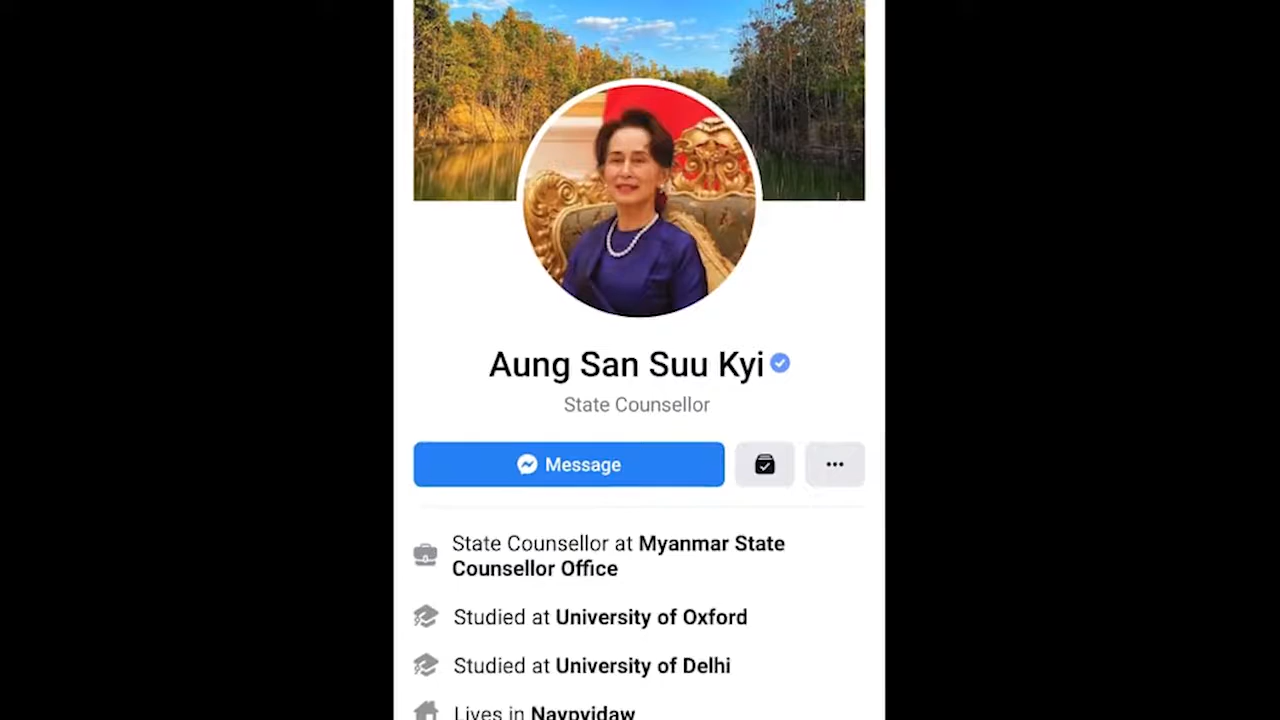 Aung San Suu Kyi
State Counsellor
Message
State Counsellor at Myanmar State
Counsellor Office
Studied at University of Oxford
Studied at University of Delhi
Lives in Naypyidaw